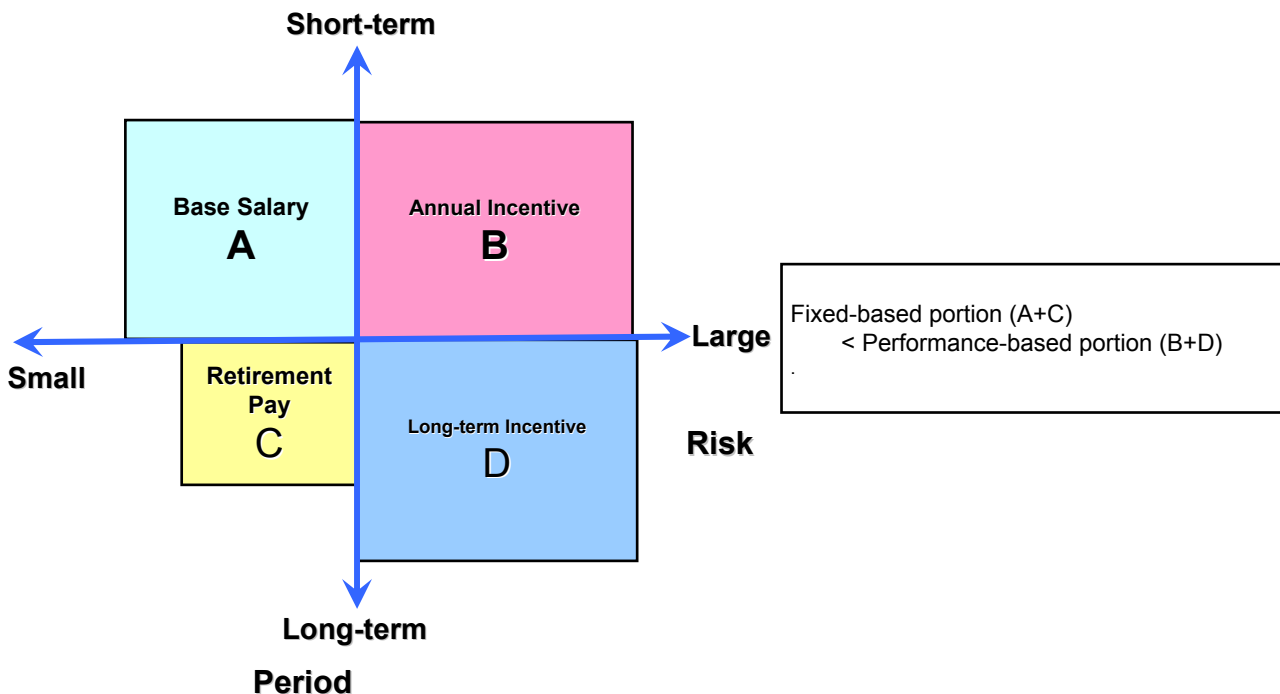 Short-term
Base Salary
A
Annual Incentive
B
Large
Small
Fixed-based portion (A+C)
< Performance-based portion (B+D)
.
Retirement
Pay
C
Long-term Incentive
D
Risk
Long-term
Period